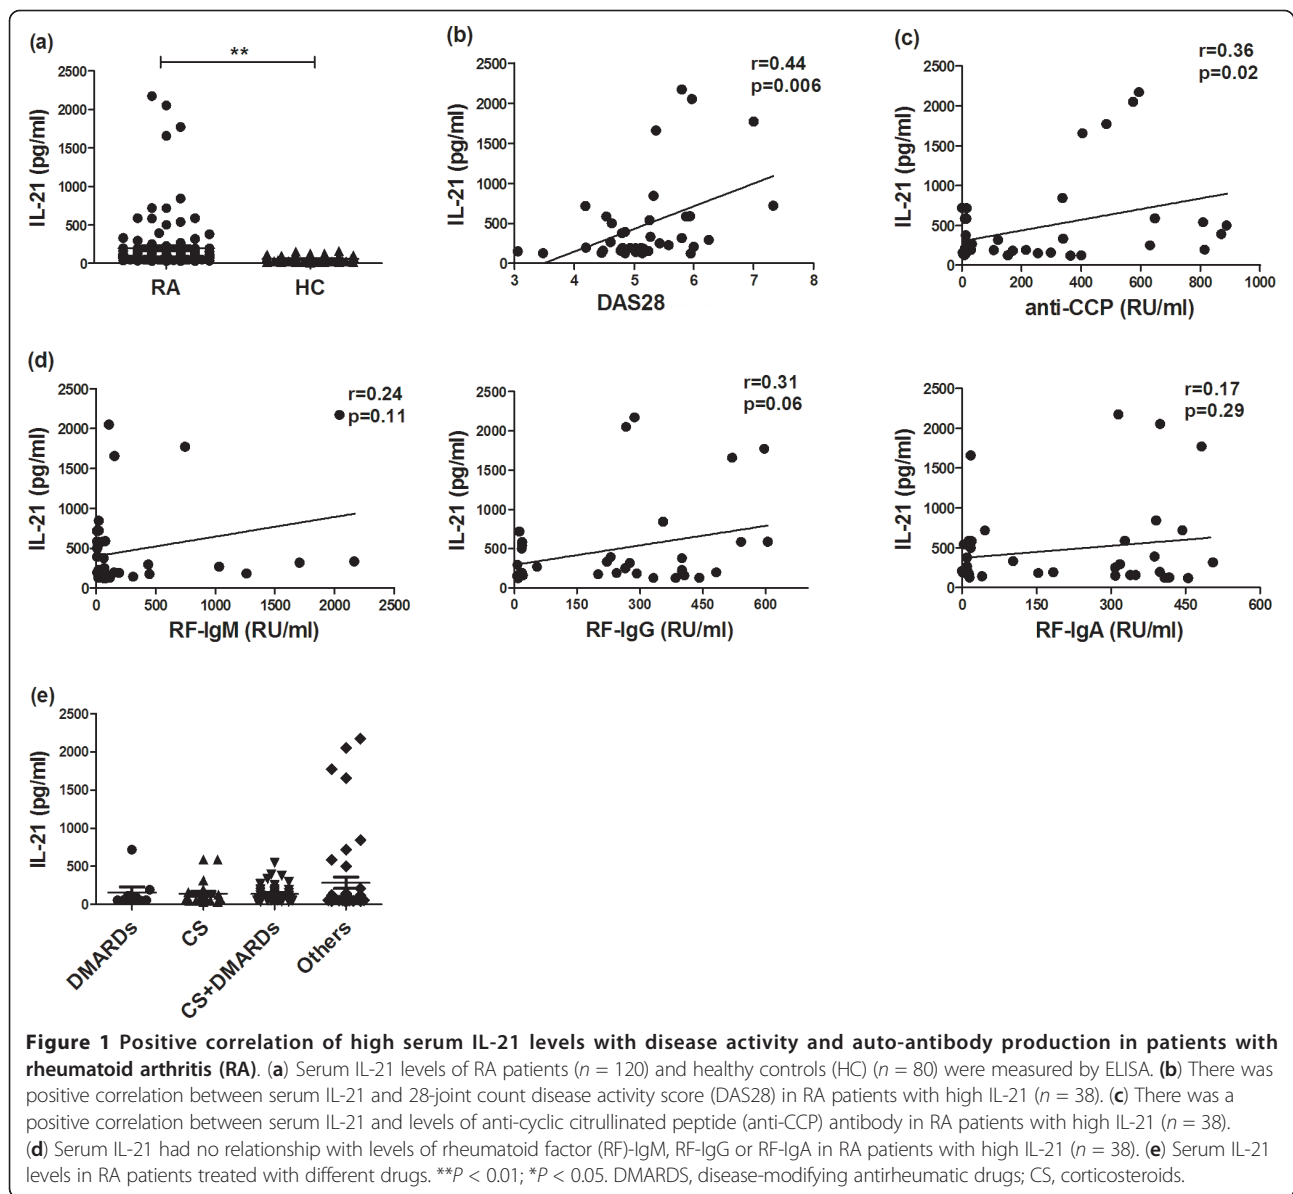 (a)
**
IL-21 (pg/ml)
2500
2000
1500
1000
500
0
RA HC
(b)
r=0.44
p=0.006
IL-21 (pg/ml)
2500
2000
1500
1000
500
0
3 4 5 6 7 8
DAS28
(c)
r=0.36
p=0.02
IL-21 (pg/ml)
2500
2000
1500
1000
500
0
0 200 400 600 800 1000
anti-CCP (RU/ml)
(d)
r=0.24
p=0.11
IL-21 (pg/ml)
2500
2000
1500
1000
500
0
0 500 1000 1500 2000 2500
RF-IgM (RU/ml)
r=0.31
p=0.06
IL-21 (pg/ml)
2500
2000
1500
1000
500
0
150 300 450 600
RF-IgG (RU/ml)
r=0.17
p=0.29
IL-21 (pg/ml)
2500
2000
1500
1000
500
0
0 150 300 450 600
RF-IgA (RU/ml)
(e)
IL-21 (pg/ml)
2500
2000
1500
1000
500
0
DMARDs CS CS+DMARDs Others
Figure 1 Positive correlation of high serum IL-21 levels with disease activity and auto-antibody production in patients with
rheumatoid arthritis (RA). (a) Serum IL-21 levels of RA patients (n = 120) and healthy controls (HC) (n = 80) were measured by ELISA. (b) There was
positive correlation between serum IL-21 and 28-joint count disease activity score (DAS28) in RA patients with high IL-21 (n = 38). (c) There was a
positive correlation between serum IL-21 and levels of anti-cyclic citrullinated peptide (anti-CCP) antibody in RA patients with high IL-21 (n = 38).
(d) Serum IL-21 had no relationship with levels of rheumatoid factor (RF)-IgM, RF-IgG or RF-IgA in RA patients with high IL-21 (n = 38). (e) Serum IL-21
levels in RA patients treated with different drugs. **P < 0.01; *P < 0.05. DMARDS, disease-modifying antirheumatic drugs; CS, corticosteroids.